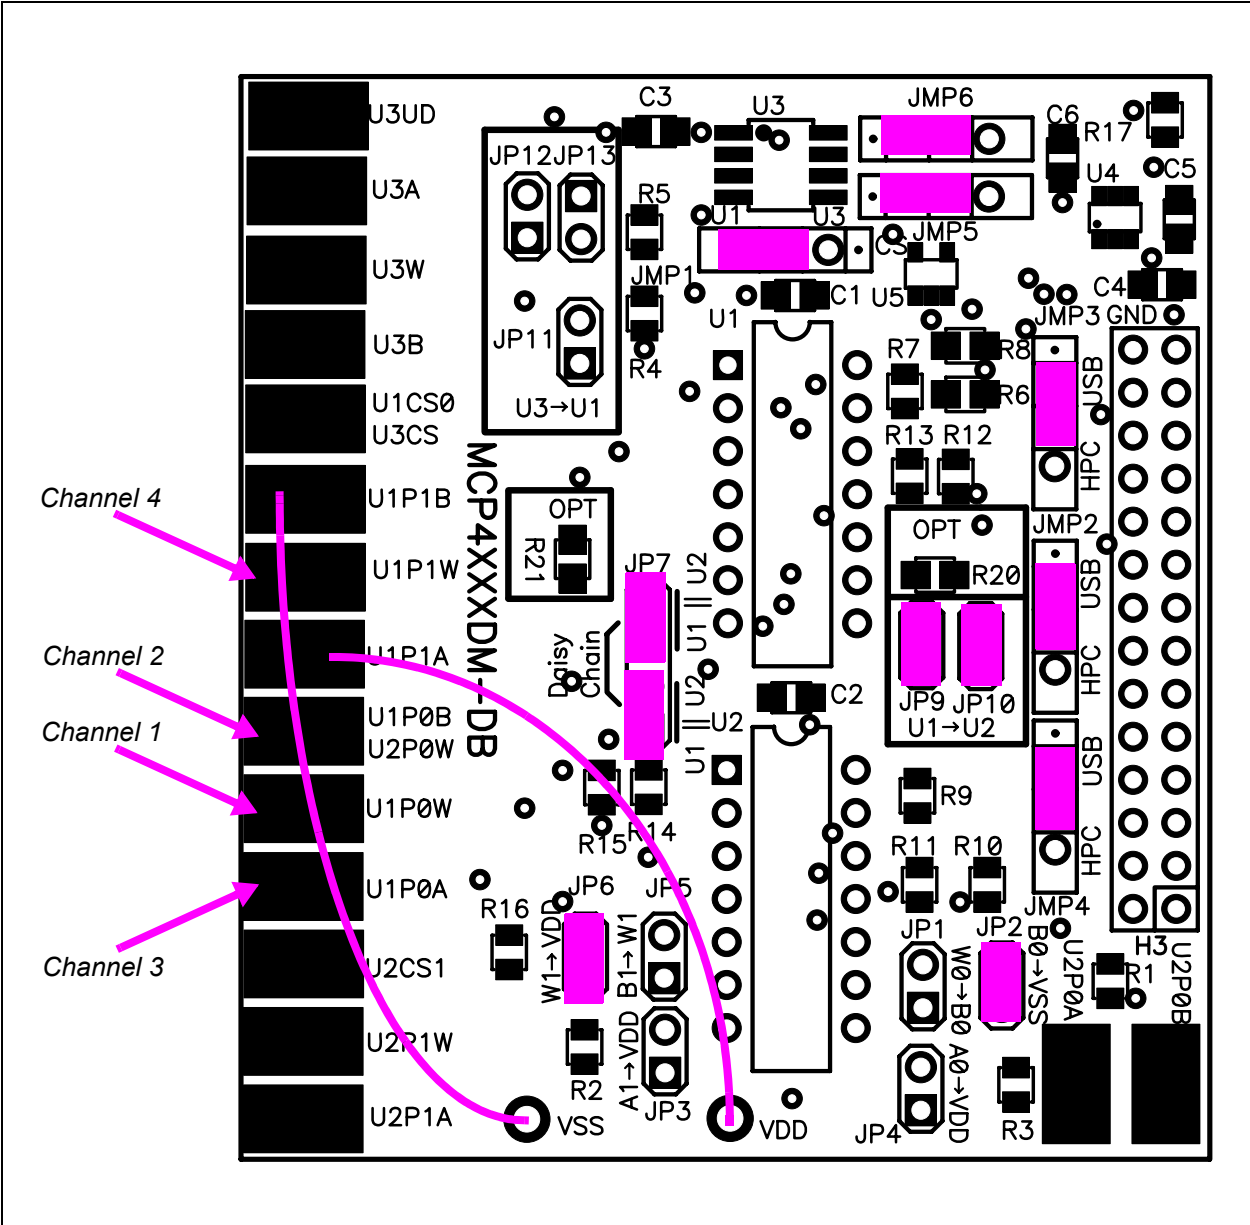 U3UD
U3A
U3W
U3B
U1CS0
U3CS
U1P1B
U1P1W
U1P1A
U1P0B
U2P0W
U1P0W
U1P0A
U2CS1
U2P1W
U2P1A
Channel 4
Channel 2
Channel 1
Channel 3
JP12
JP13
JP11
U3→U1
C3
U3
JMP6
C6
R17
U4
C5
R5
U1
U3
CS
JMP5
JMP1
C1
U5
C4
R4
U1
JMP3
GND
R7
R8
R6
USB
HPC
R13
R12
MCP4XXXDM-DB
OPT
R21
OPT
R20
JMP2
USB
HPC
JP7
U1 || U2
Daisy
Chain
U1 || U2
U2
C2
JP9
JP10
U1→U2
USB
HPC
JMP4
R15
R14
R9
R11
R10
R16
JP6
JP5
W1→VDD
B1→W1
JP1
JP2
W0→B0
B0→VSS
H3
U2P0A
R1
U2P0B
R2
A1→VDD
JP3
VSS
VDD
JP4
A0→VDD
R3